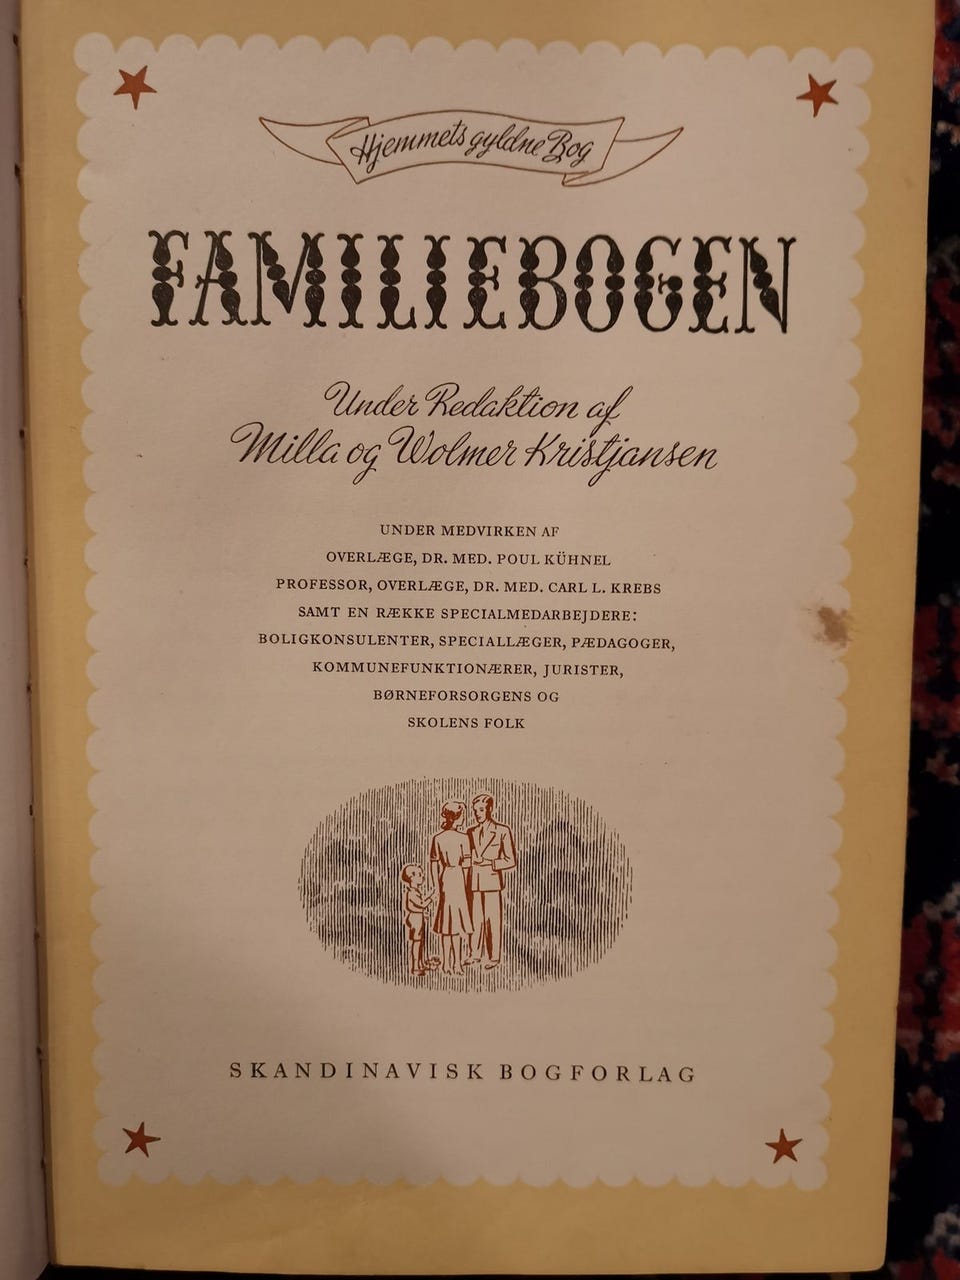 Hjemmets gyldne Bog
FAMILIEBOGEN
Under Redaktion af
Milla og Wolmer Kristjansen
UNDER MEDVIRKEN AF
OVERLÆGE, DR. MED. POUL KÜHNEL
PROFESSOR, OVERLÆGE, DR. MED. CARL L. KREBS
SAMT EN RÆKKE SPECIALMEDARBEJDERE:
BOLIGKONSULENTER, SPECIALLÆGER, PÆDAGOGER,
KOMMUNEFUNKTIONÆRER, JURISTER,
BØRNEFORSORGENS OG
SKOLENS FOLK
SKANDINAVISK BOGFORLAG